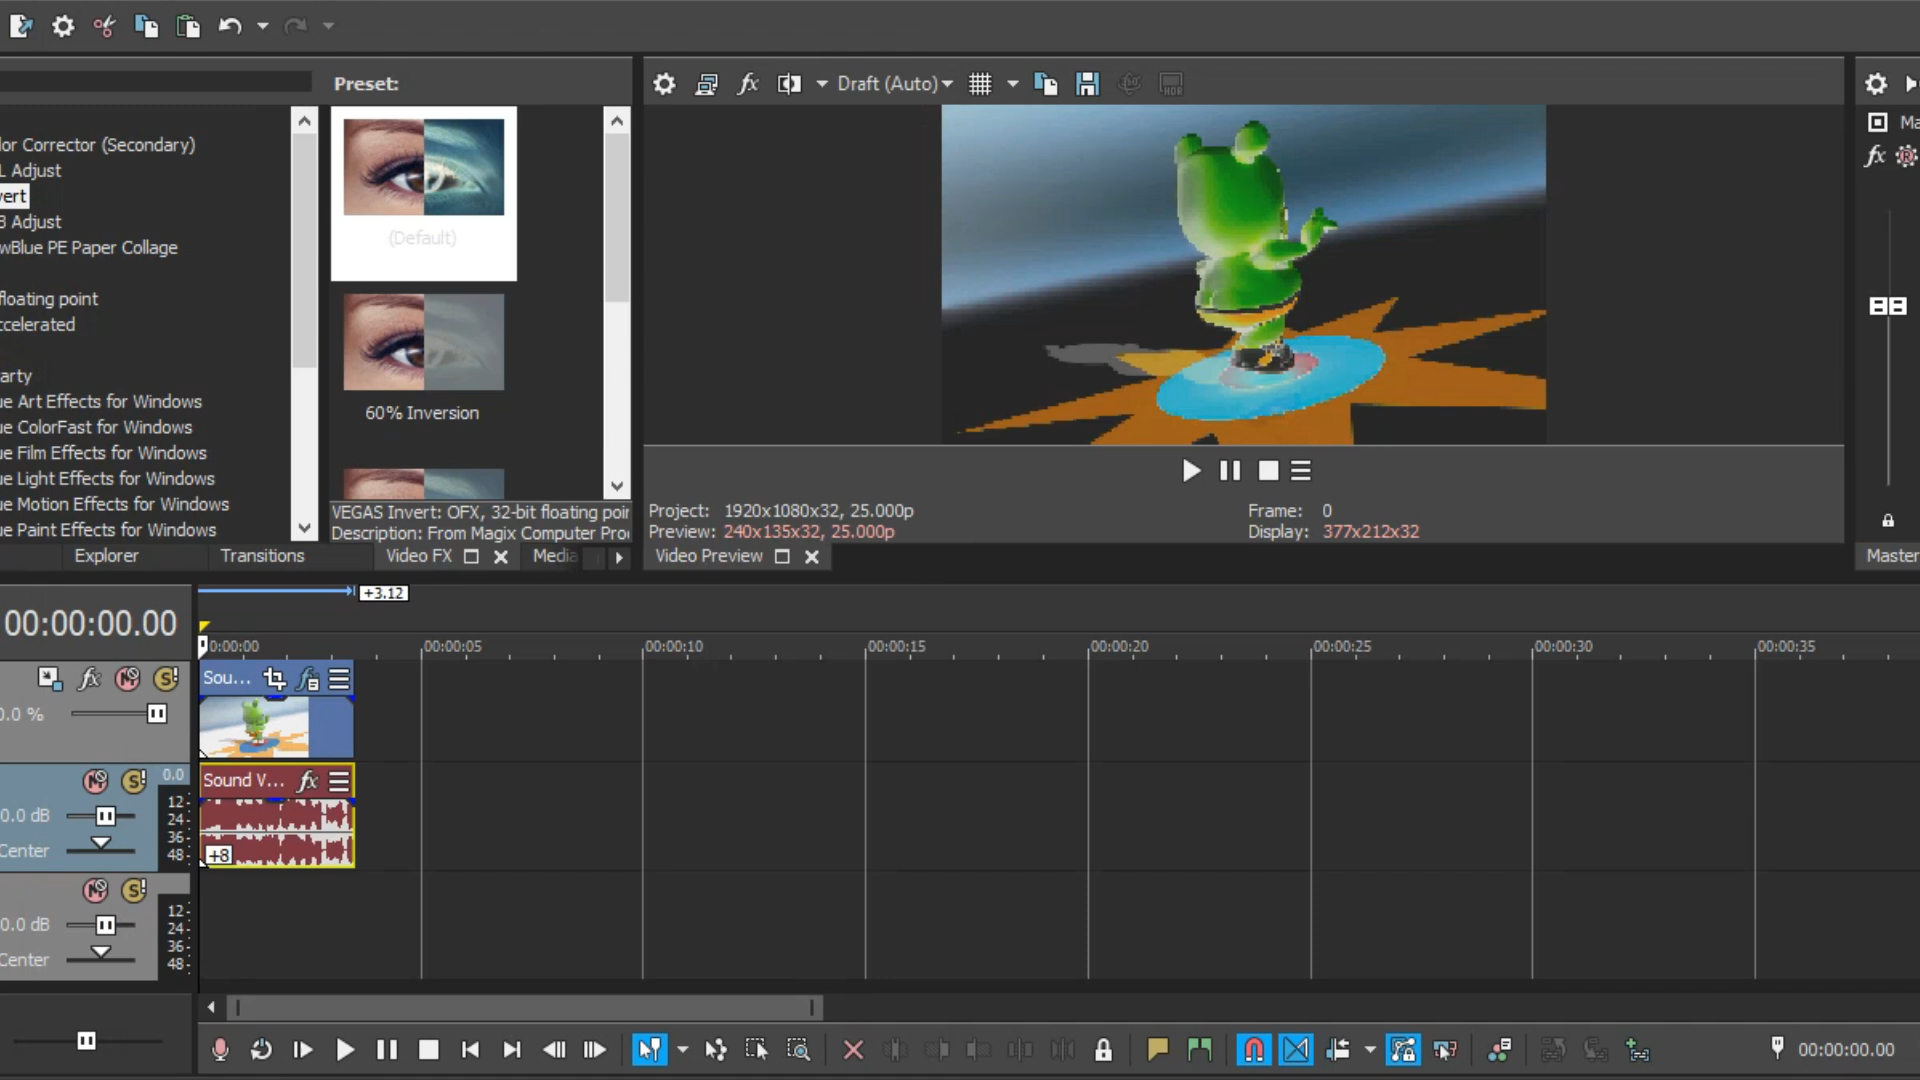 Preset:
Draft (Auto)
lor Corrector (Secondary)
L Adjust
vert
B Adjust
wBlue PE Paper Collage
floating point
ccelerated
arty
ue Art Effects for Windows
ue ColorFast for Windows
ue Film Effects for Windows
ue Light Effects for Windows
ue Motion Effects for Windows
ue Paint Effects for Windows
(Default)
60% Inversion
VEGAS Invert: OFX, 32-bit floating poin
Description: From Magix Computer Pro
Explorer
Transitions
Video FX
Media
Project: 1920x1080x32, 25.000p
Preview: 240x135x32, 25.000p
Frame: 0
Display: 377x212x32
Video Preview
Ma
Master
+3.12
00:00:00.00
0:00:00
00:00:05
00:00:10
00:00:15
00:00:20
00:00:25
00:00:30
00:00:35
Sou...
0.0 %
Sound V...
0.0
12-
24-
36-
48-
0.0 dB
Center
+8
12-
24-
36-
48-
0.0 dB
Center
00:00:00.00